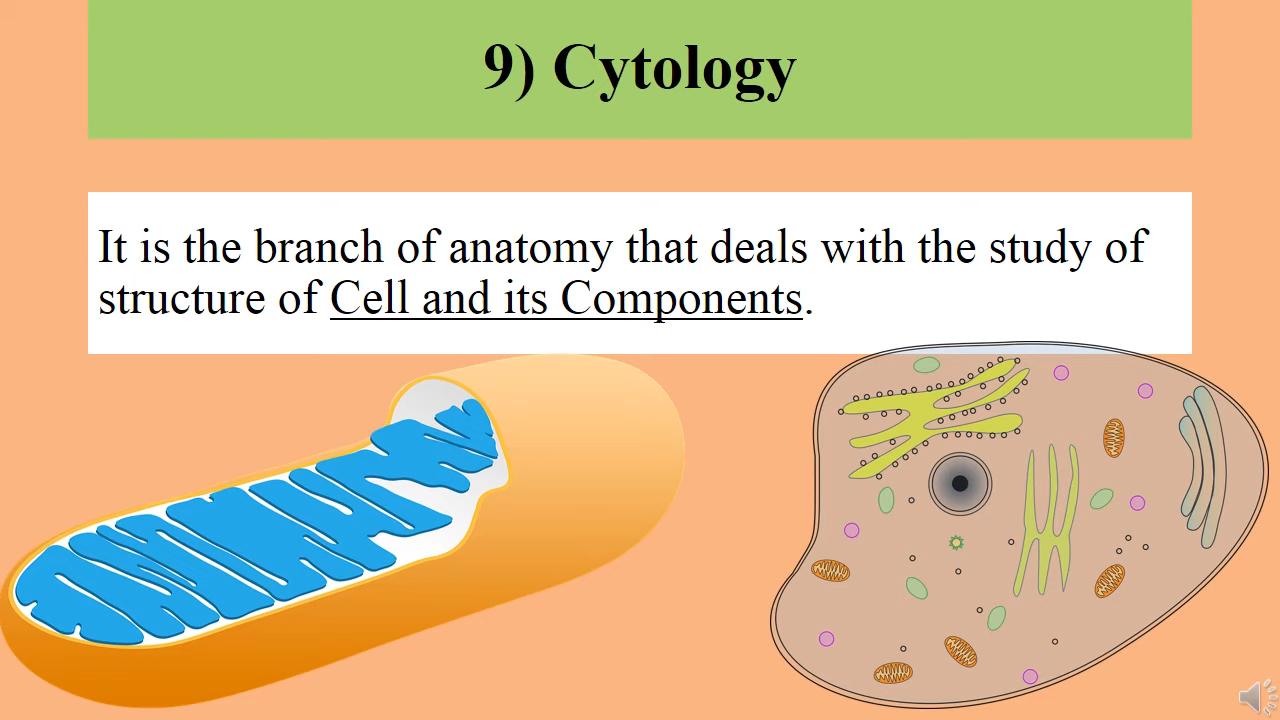 9) Cytology
It is the branch of anatomy that deals with the study of
structure of Cell and its Components.